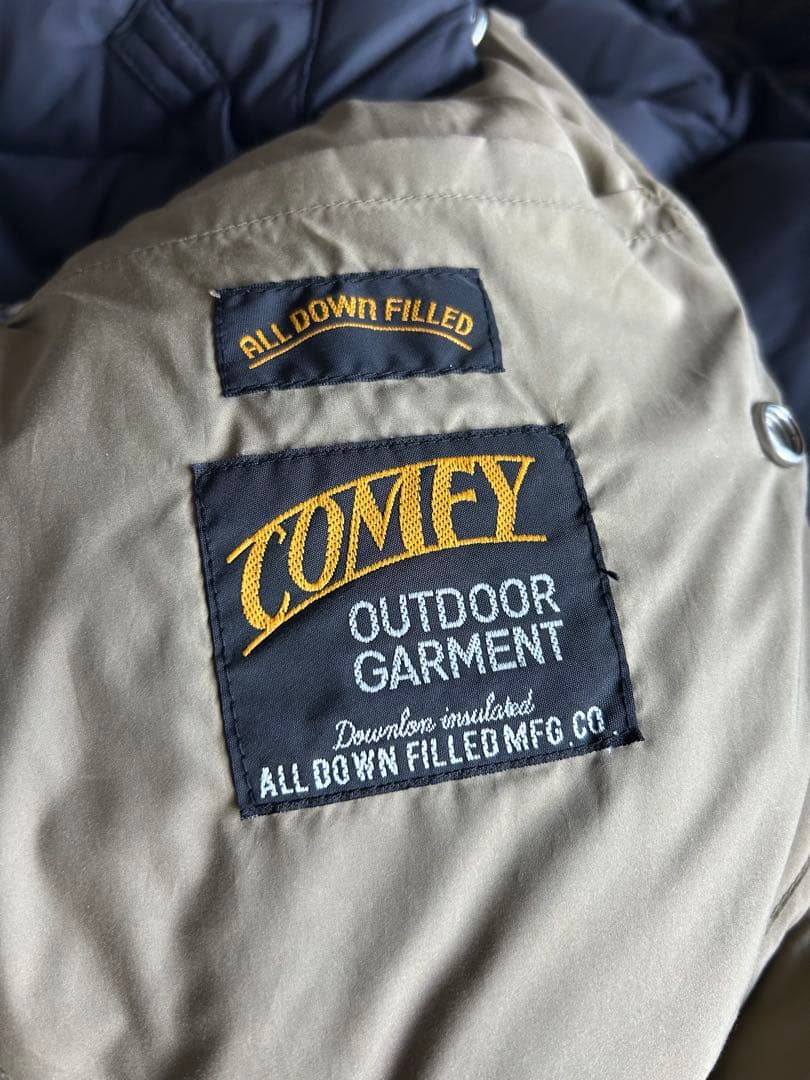 ALL DOWn FILLED
COMFY
OUTDOOR
GARMENT
Downlon insulated
ALL DOWN FILLED MFG.CO.